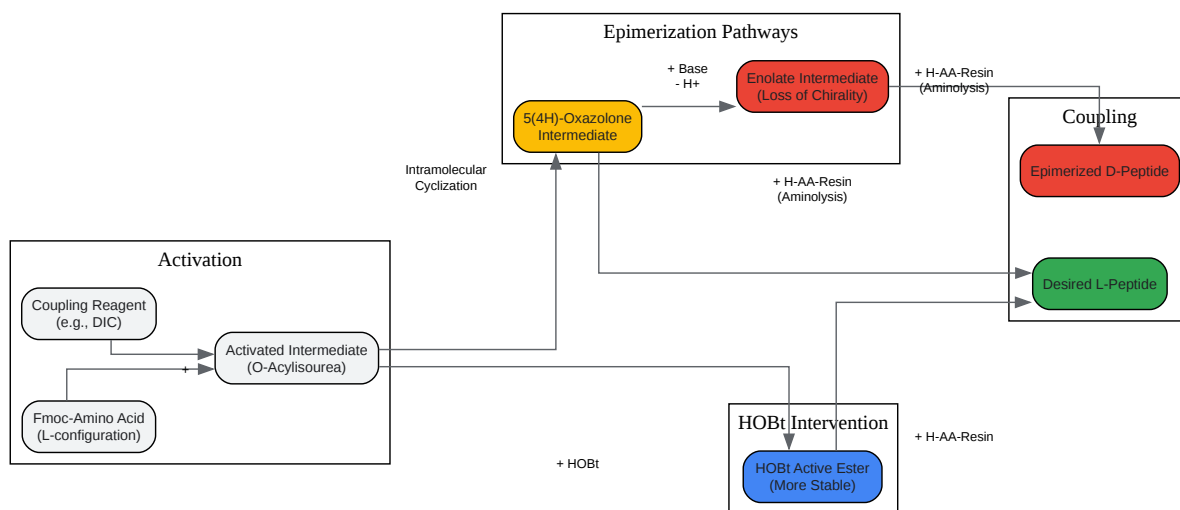 Epimerization Pathways
+ Base
- H+
Enolate Intermediate
(Loss of Chirality)
+ H-AA-Resin
(Aminolysis)
5(4H)-Oxazolone
Intermediate
Coupling
Epimerized D-Peptide
Intramolecular
Cyclization
+ H-AA-Resin
(Aminolysis)
Desired L-Peptide
Activation
Coupling Reagent
(e.g., DIC)
Activated Intermediate
(O-Acylisourea)
+
Fmoc-Amino Acid
(L-configuration)
HOBt Intervention
+ HOBt
HOBt Active Ester
(More Stable)
+ H-AA-Resin